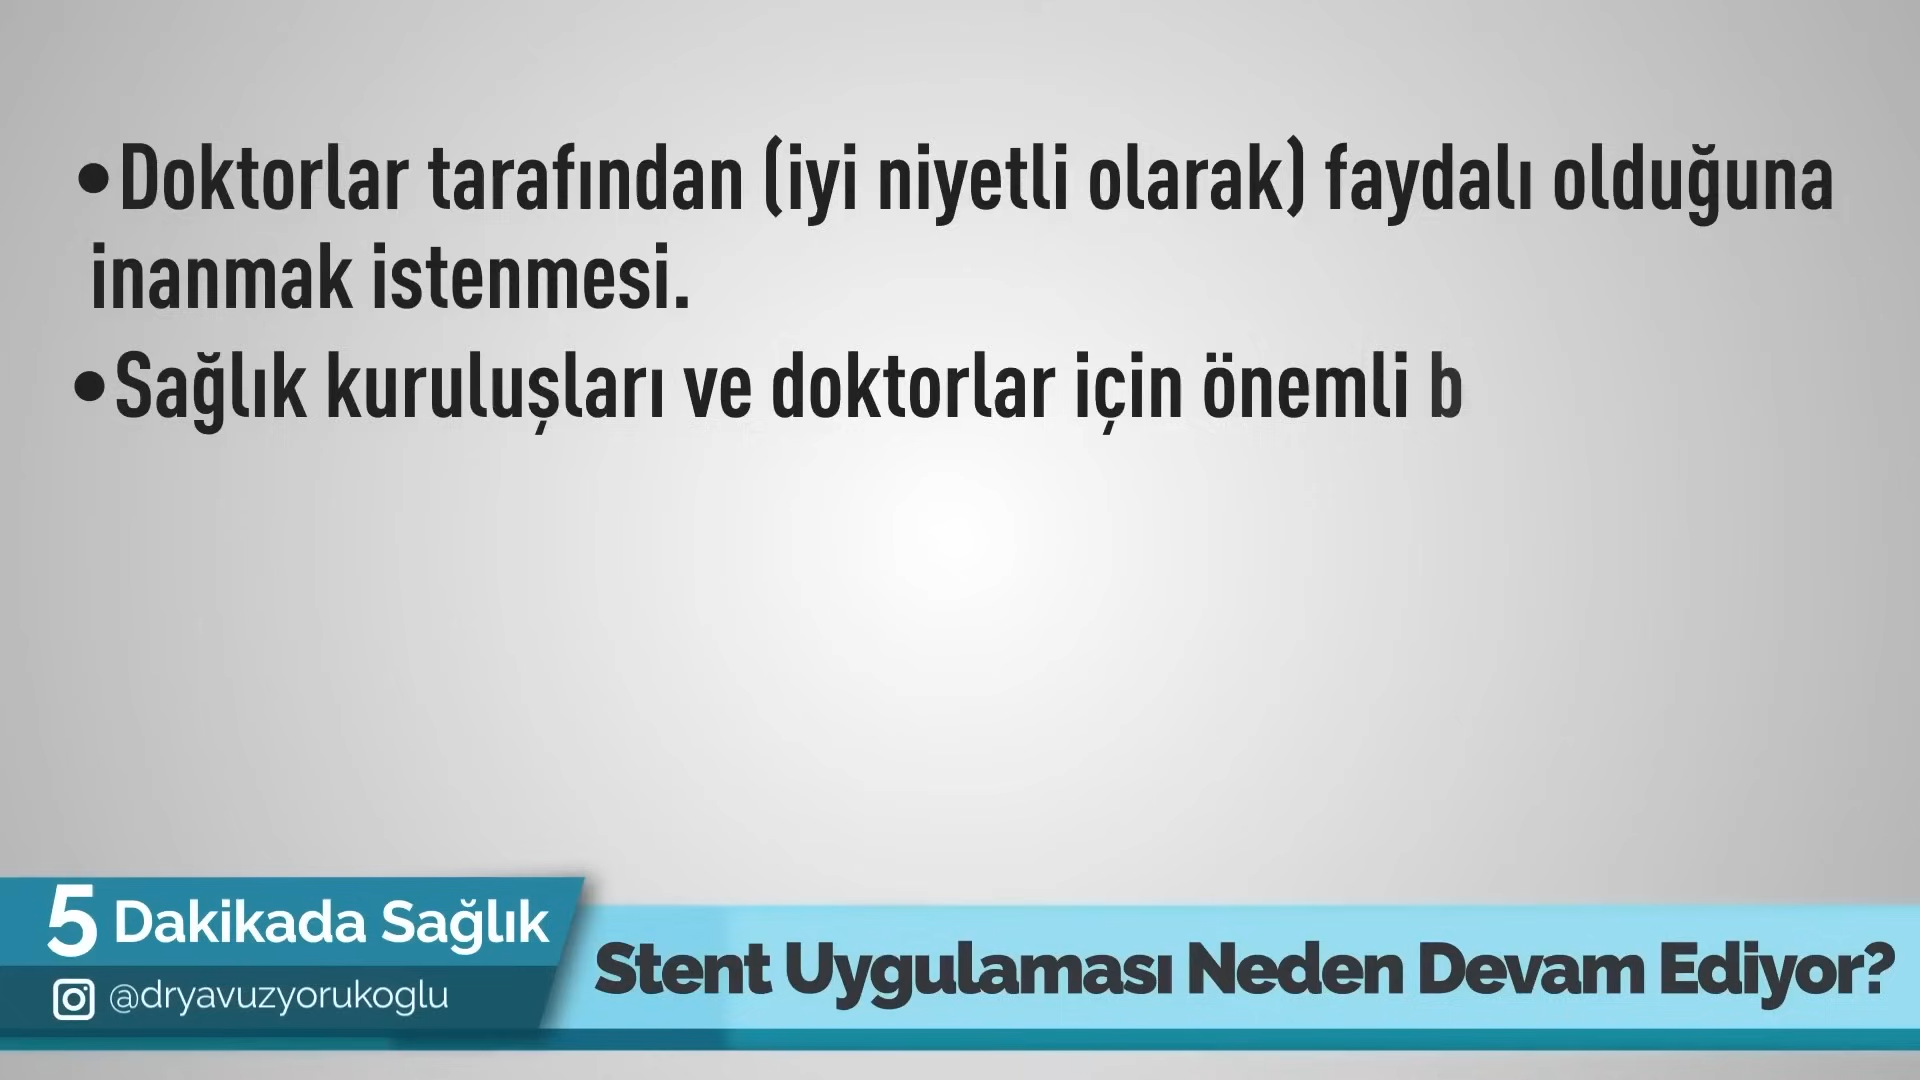 •Doktorlar tarafından (iyi niyetli olarak) faydalı olduğuna
inanmak istenmesi.
•Sağlık kuruluşları ve doktorlar için önemli b
5 Dakikada Sağlık
@dryavuzyorukoglu
Stent Uygulaması Neden Devam Ediyor?